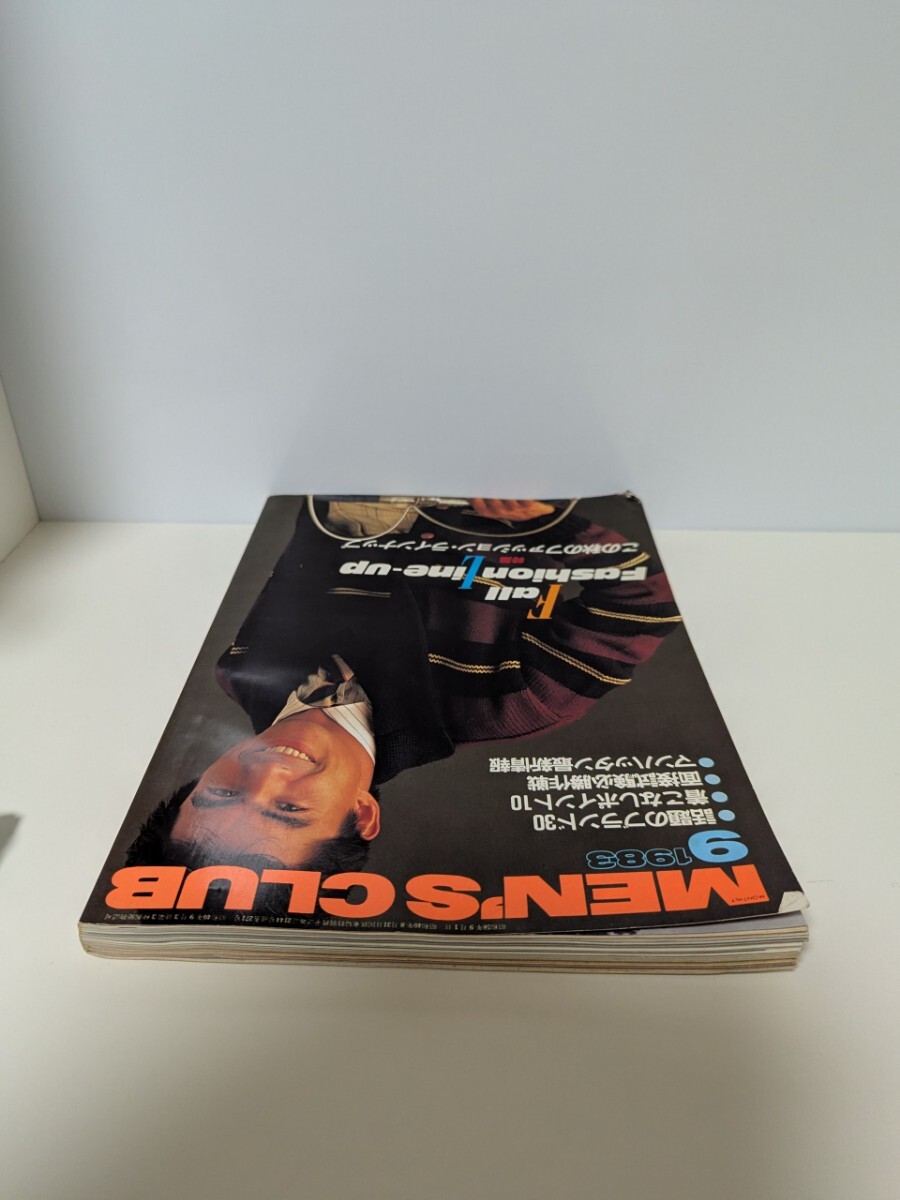 MEN'S CLUB
9 1983
話題のブランド30
着こなしポイント10
面接試験必勝作戦
マンハッタン最新情報
Fall
Fashion Line-up
特集
この秋のファッション・ラインナップ